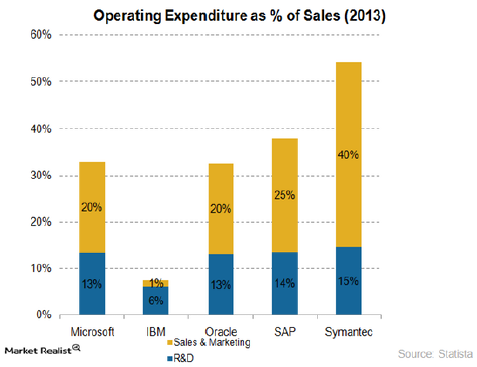 Operating Expenditure as % of Sales (2013)
60%
50%
40%
30%
20%
10%
0%
20%
13%
1%
6%
20%
13%
25%
14%
40%
15%
Microsoft IBM Oracle SAP Symantec
Sales & Marketing
R&D
Market Realist
Source: Statista